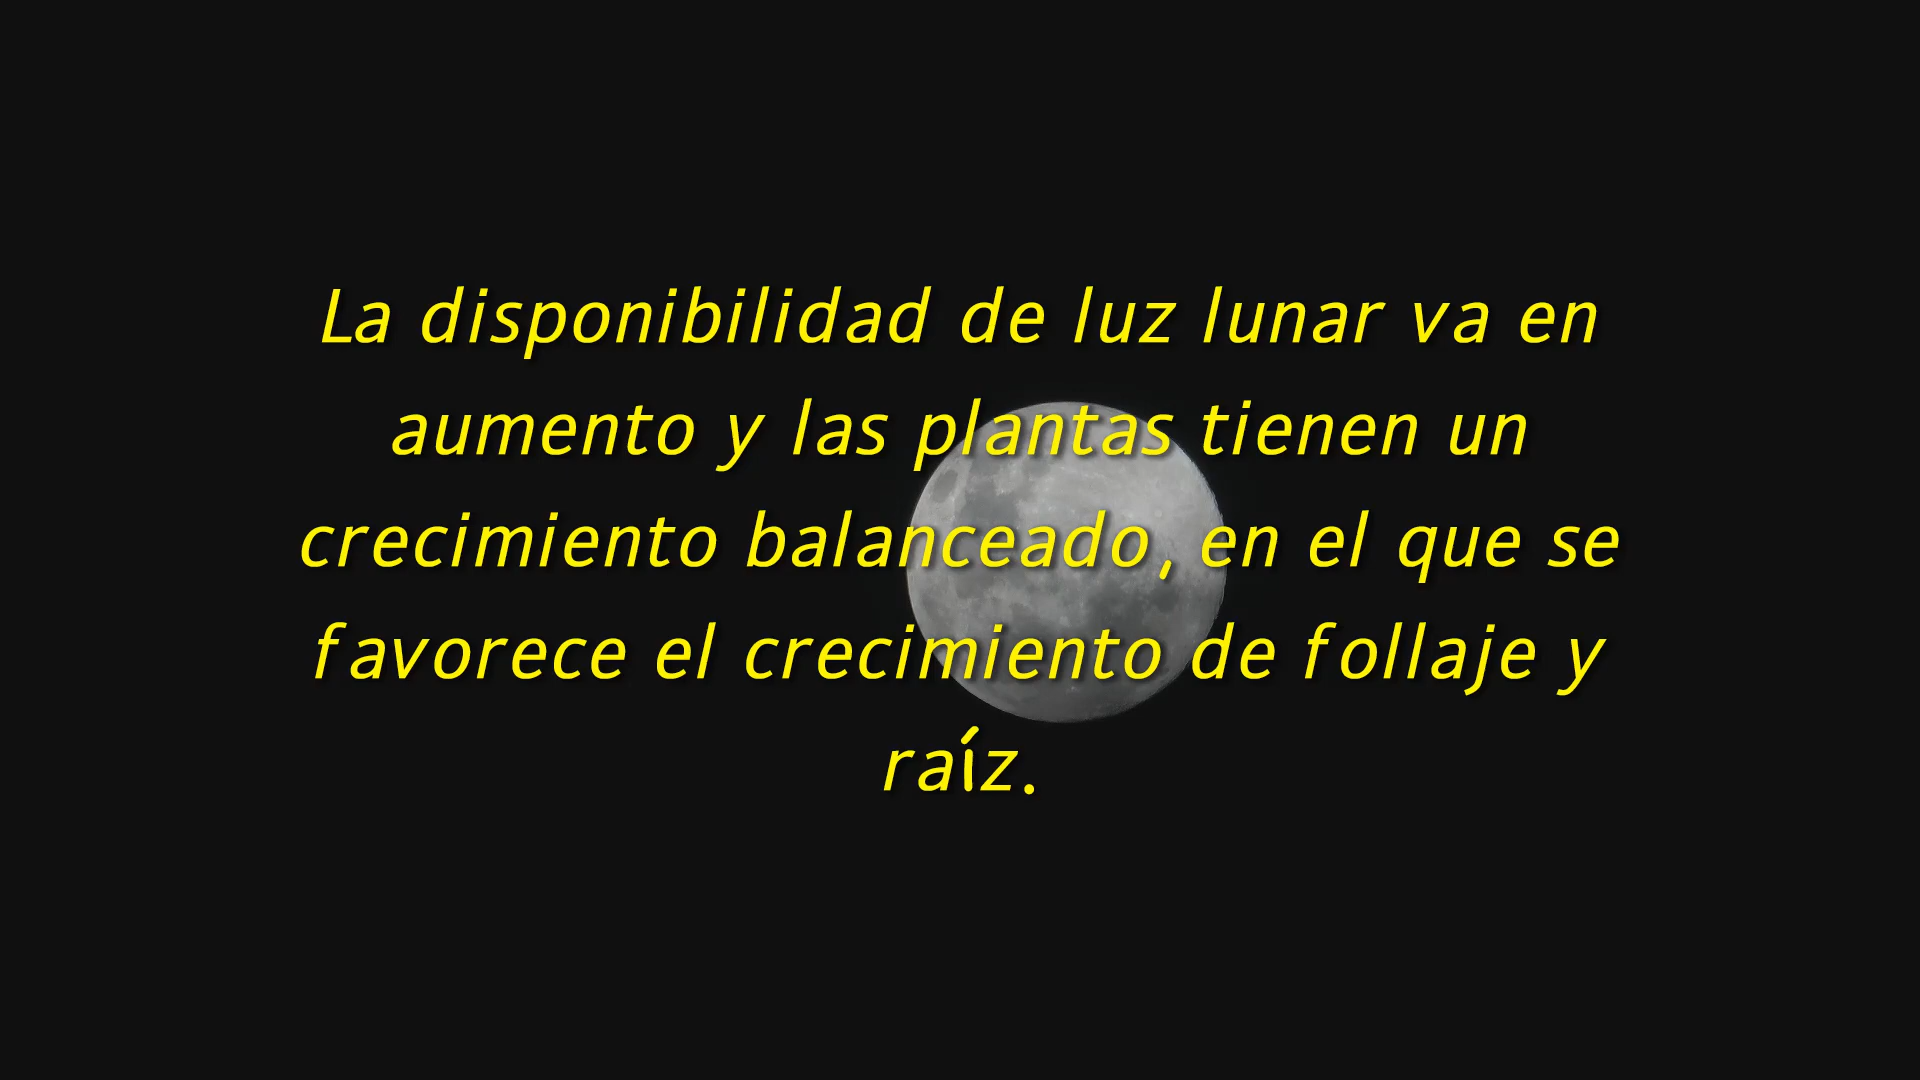 La disponibilidad de luz lunar va en
aumento y las plantas tienen un
crecimiento balanceado, en el que se
favorece el crecimiento de follaje y
raíz.